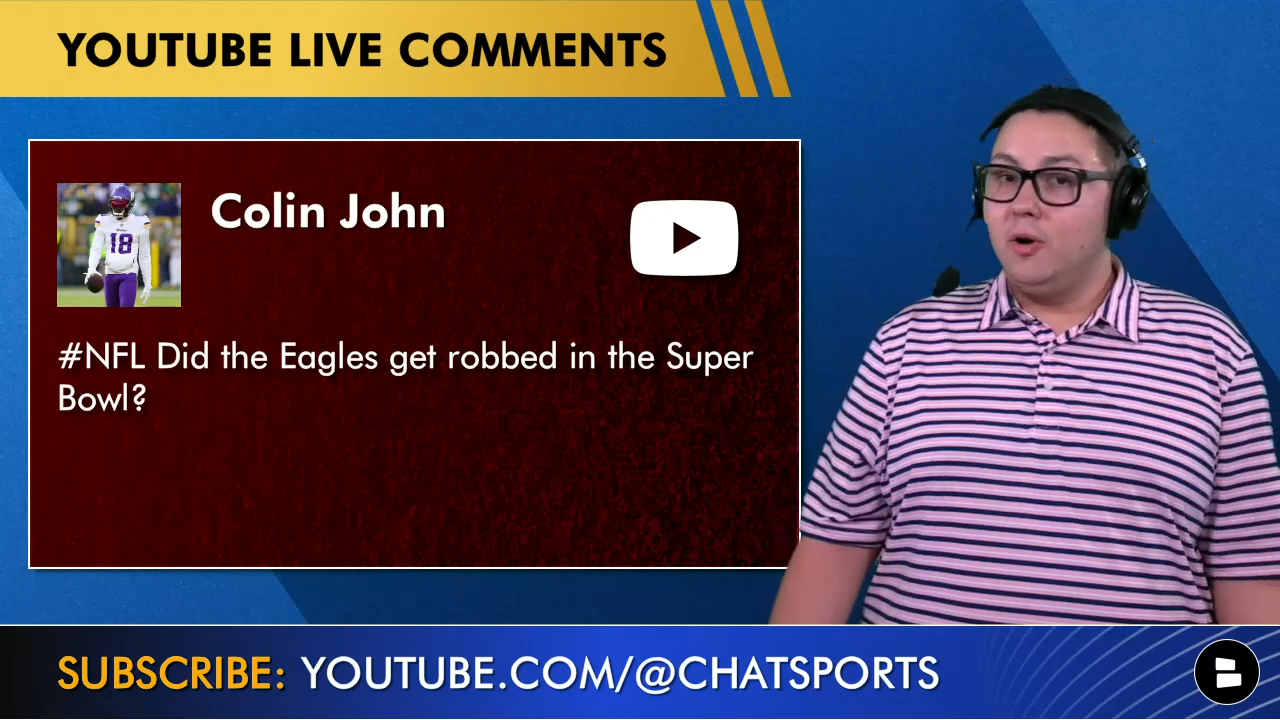 YOUTUBE LIVE COMMENTS
Colin John
18
#NFL Did the Eagles get robbed in the Super
Bowl?
SUBSCRIBE: YOUTUBE.COM/@CHATSPORTS